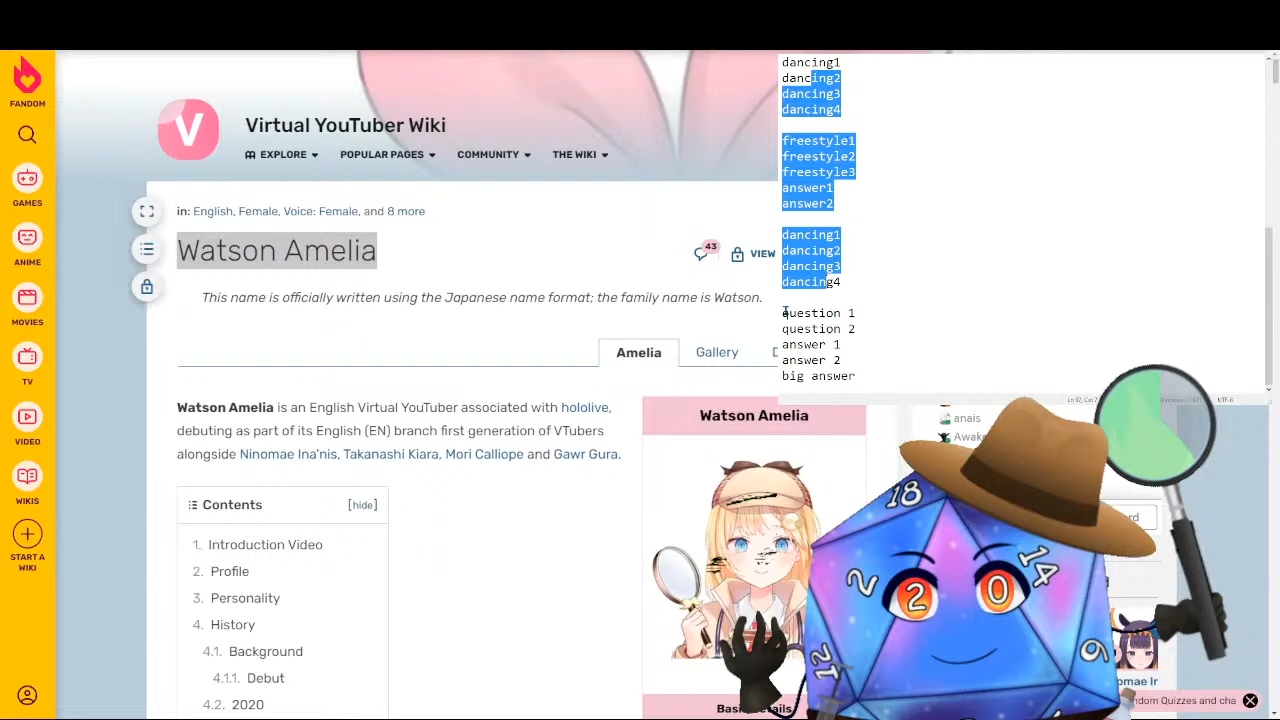 FANDOM
GAMES
ANIME
MOVIES
TV
VIDEO
WIKIS
START A
WIKI
V
Virtual YouTuber Wiki
EXPLORE
POPULAR PAGES
COMMUNITY
THE WIKI
in: English, Female, Voice: Female, and 8 more
Watson Amelia
43
VIEW
This name is officially written using the Japanese name format; the family name is Watson.
Amelia
Gallery
Watson Amelia is an English Virtual YouTuber associated with hololive,
debuting as part of its English (EN) branch first generation of VTubers
alongside Ninomae Ina'nis, Takanashi Kiara, Mori Calliope and Gawr Gura.
Contents
[hide]
1. Introduction Video
2. Profile
3. Personality
4. History
4.1. Background
4.1.1. Debut
4.2. 2020
Watson Amelia
dancing1
dancing2
dancing3
dancing4
freestyle1
freestyle2
freestyle3
answer1
answer2
dancing1
dancing2
dancing3
dancing4
question 1
question 2
answer 1
answer 2
big answer
UTF-8
anais
18
2
14
2
0
12
6